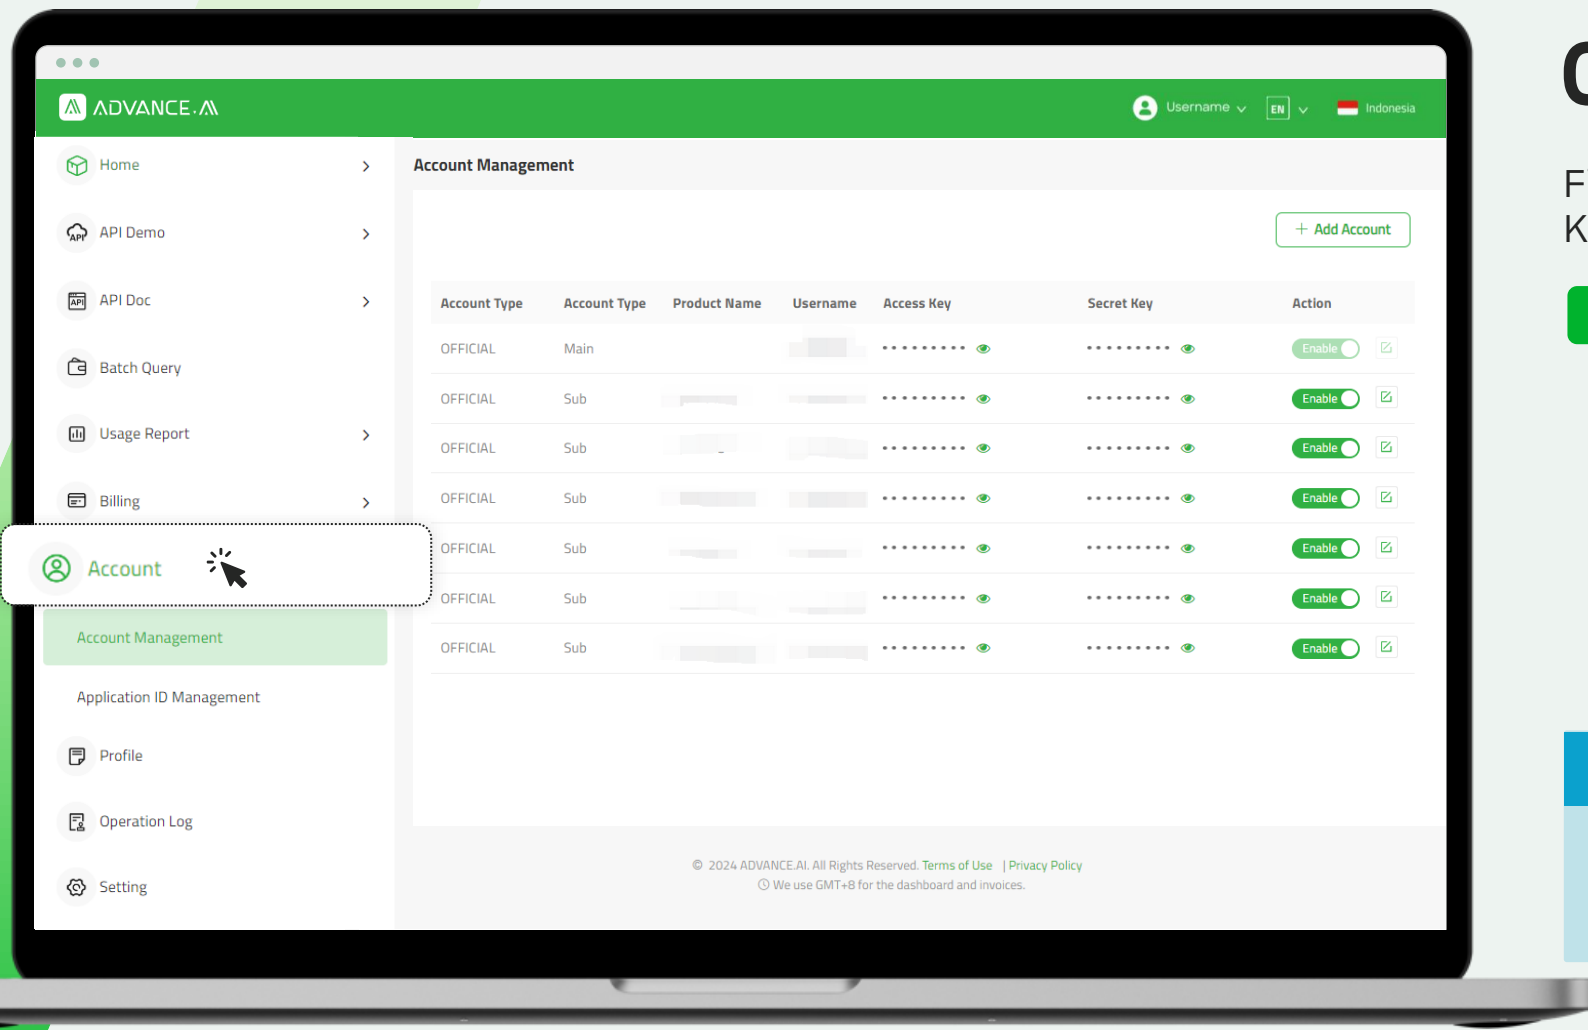 ADVANCE.AI
Username
EN
Indonesia
Home
API Demo
API Doc
Batch Query
Usage Report
Billing
Account
Account Management
Application ID Management
Profile
Operation Log
Setting
Account Management
+ Add Account
Account Type Account Type Product Name Username Access Key Secret Key Action
OFFICIAL Main ••••••••• ••••••••• Enable
OFFICIAL Sub ••••••••• ••••••••• Enable
OFFICIAL Sub ••••••••• ••••••••• Enable
OFFICIAL Sub ••••••••• ••••••••• Enable
OFFICIAL Sub ••••••••• ••••••••• Enable
OFFICIAL Sub ••••••••• ••••••••• Enable
OFFICIAL Sub ••••••••• ••••••••• Enable
© 2024 ADVANCE.AI. All Rights Reserved. Terms of Use | Privacy Policy
We use GMT+8 for the dashboard and invoices.